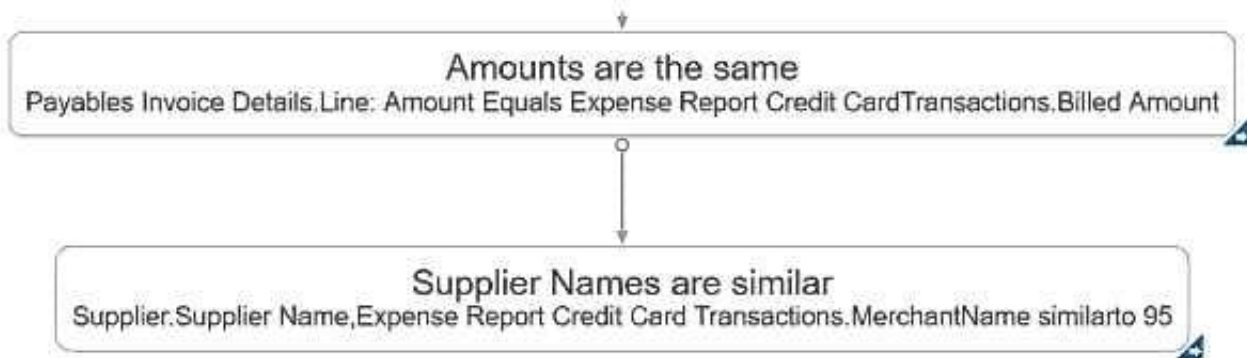 Amounts are the same
Payables Invoice Details.Line: Amount Equals Expense Report Credit CardTransactions.Billed Amount
Supplier Names are similar
Supplier.Supplier Name,Expense Report Credit Card Transactions.MerchantName similarto 95